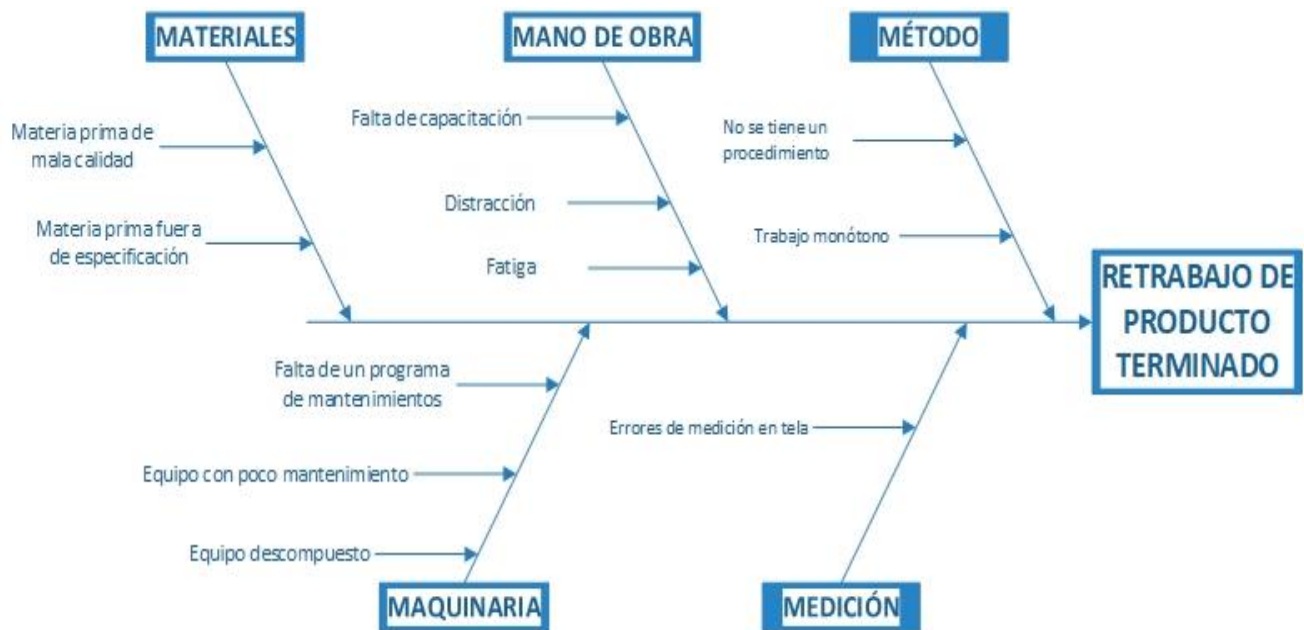 MATERIALES
MANO DE OBRA
MÉTODO
Materia prima de
mala calidad
Materia prima fuera
de especificación
Falta de capacitación
Distracción
Fatiga
No se tiene un
procedimiento
Trabajo monótono
RETRABAJO DE
PRODUCTO
TERMINADO
Falta de un programa
de mantenimientos
Equipo con poco mantenimiento
Equipo descompuesto
Errores de medición en tela
MAQUINARIA
MEDICIÓN